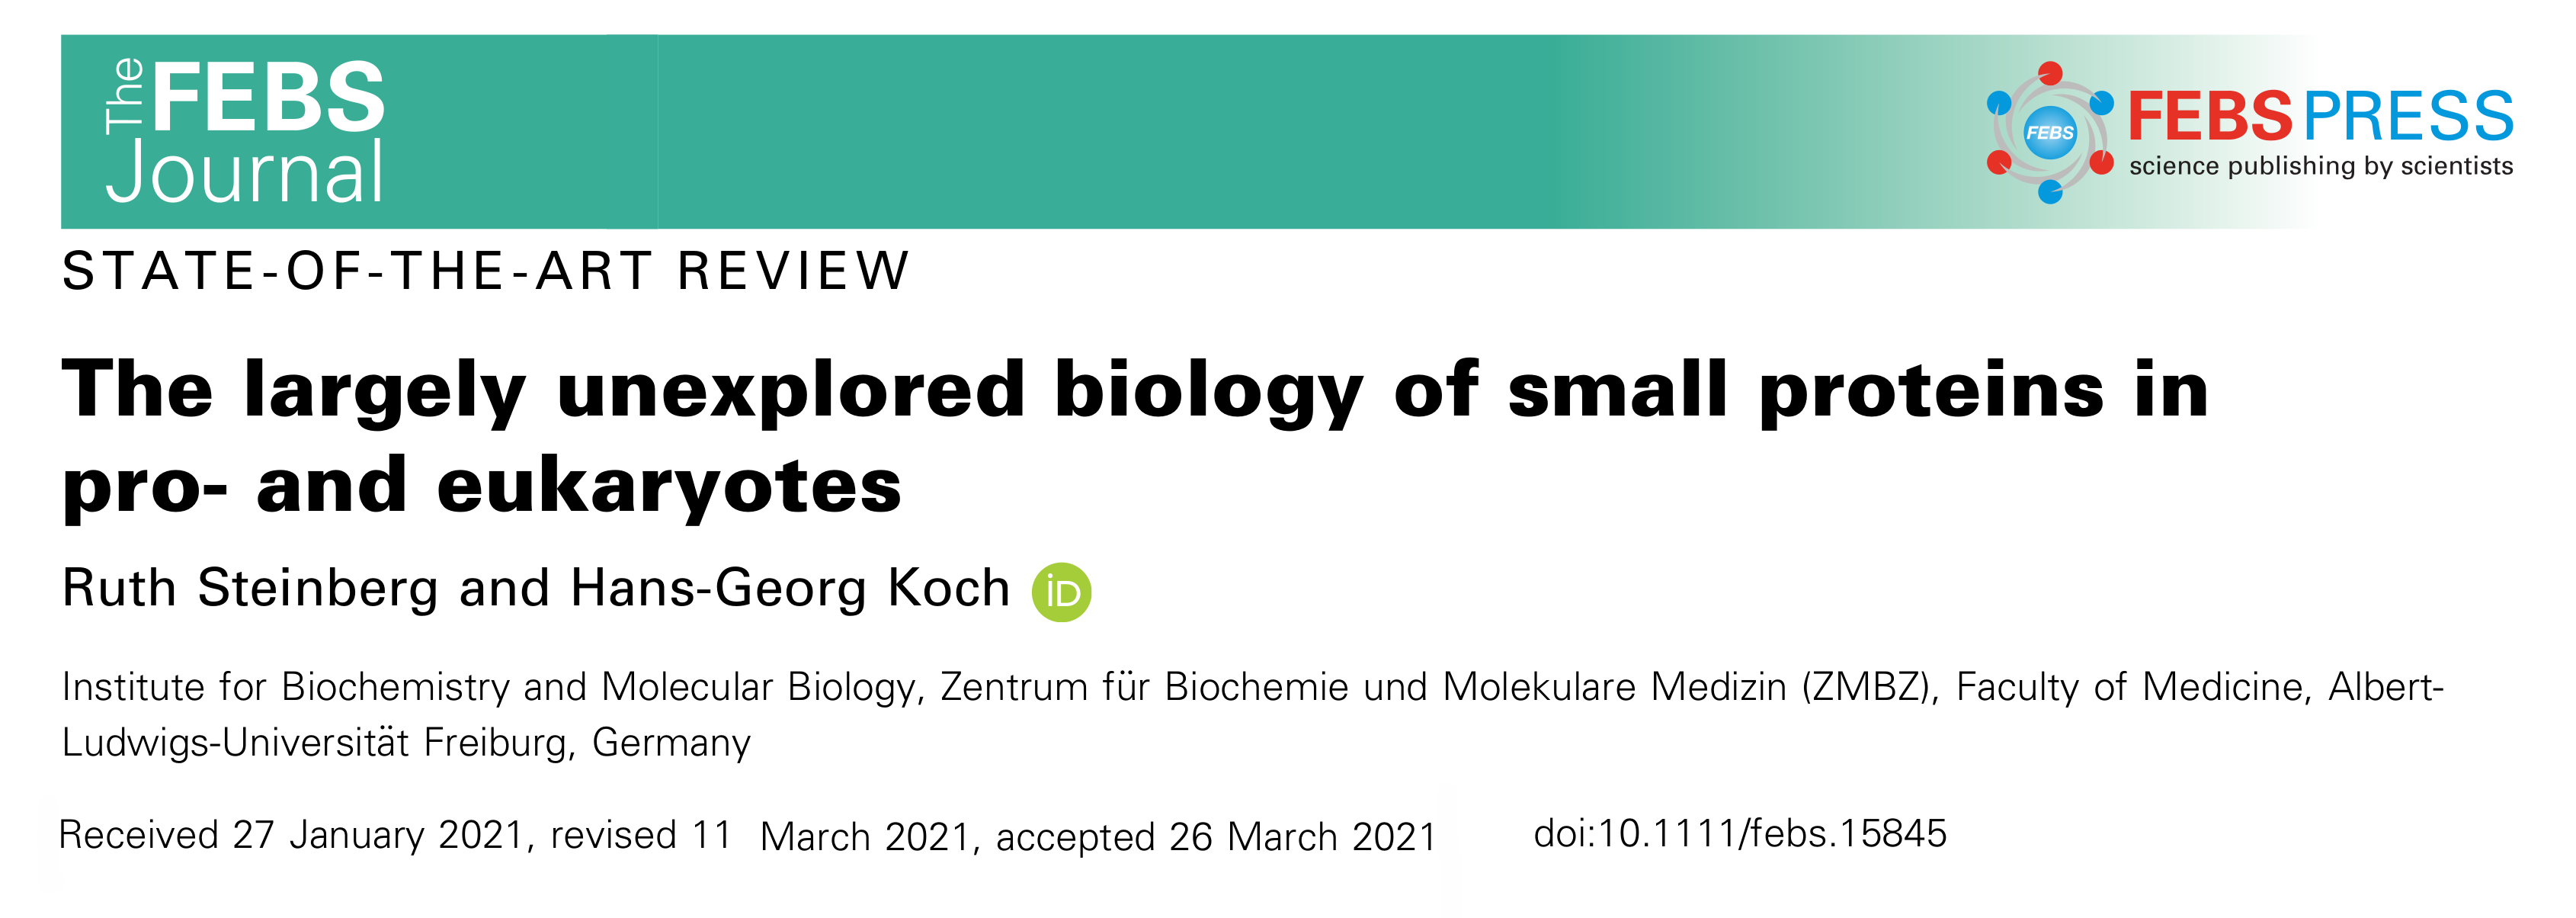 The FEBS
Journal
FEBS
FEBS PRESS
science publishing by scientists
STATE-OF-THE-ART REVIEW
The largely unexplored biology of small proteins in
pro- and eukaryotes
Ruth Steinberg and Hans-Georg Koch iD
Institute for Biochemistry and Molecular Biology, Zentrum für Biochemie und Molekulare Medizin (ZMBZ), Faculty of Medicine, Albert-
Ludwigs-Universität Freiburg, Germany
Received 27 January 2021, revised 11 March 2021, accepted 26 March 2021 doi:10.1111/febs.15845